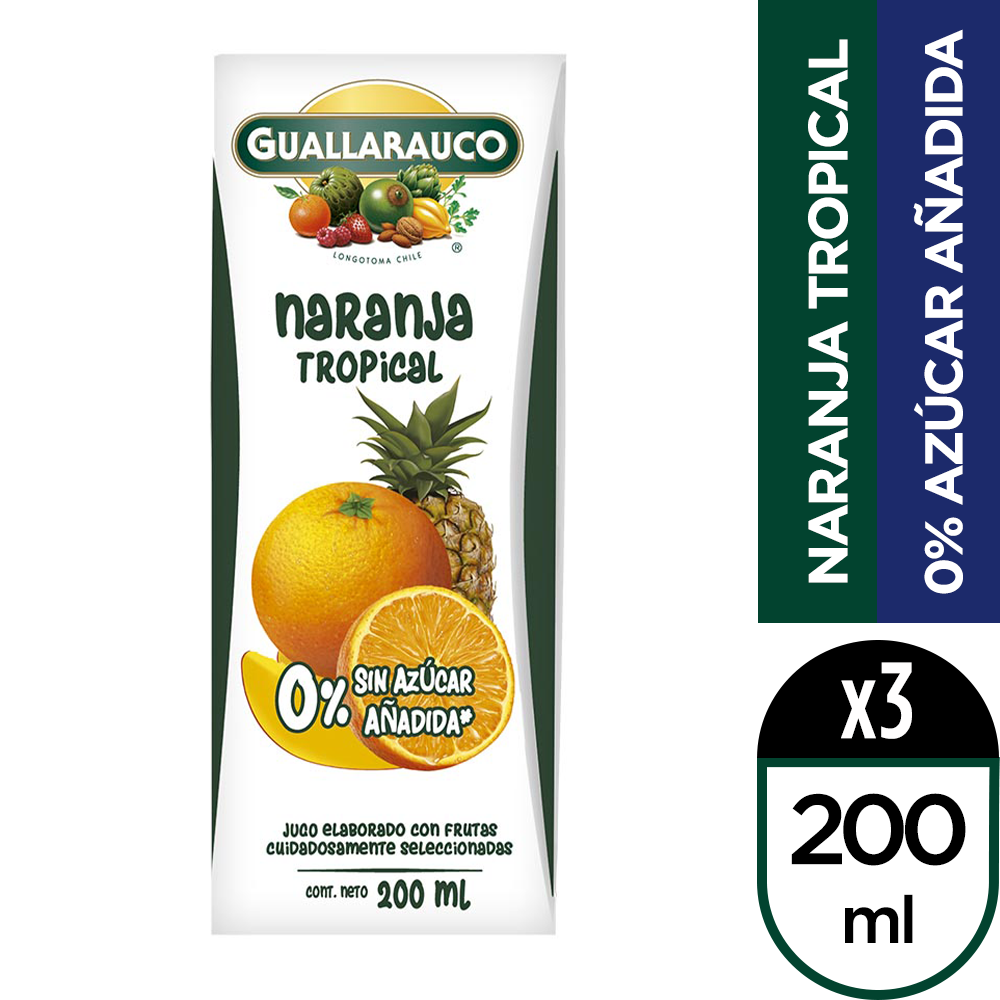 GUALLARAUCO
LONGOTOMA CHILE
®
NARANJA
TROPICAL
0% SIN AZÚCAR
AÑADIDA*
JUGO ELABORADO CON FRUTAS
CUIDADOSAMENTE SELECCIONADAS
CONT. NETO 200 ML
NARANJA TROPICAL
0% AZÚCAR AÑADIDA
x3
200
ml